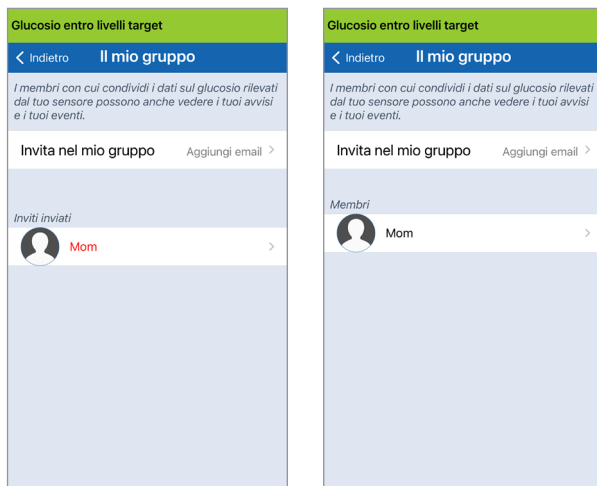 Glucosio entro livelli target
Indietro Il mio gruppo
I membri con cui condividi i dati sul glucosio rilevati
dal tuo sensore possono anche vedere i tuoi avvisi
e i tuoi eventi.
Invita nel mio gruppo Aggiungi email
Inviti inviati
Mom
Glucosio entro livelli target
Indietro Il mio gruppo
I membri con cui condividi i dati sul glucosio rilevati
dal tuo sensore possono anche vedere i tuoi avvisi
e i tuoi eventi.
Invita nel mio gruppo Aggiungi email
Membri
Mom